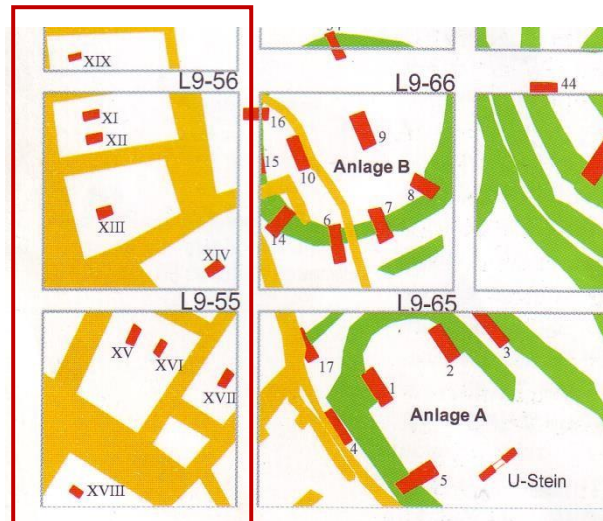 XIX
L9-56
L9-66
44
XI
XII
XIII
XIV
16
15
10
9
Anlage B
8
7
6
14
L9-55
L9-65
XV
XVI
XVII
XVIII
17
1
2
3
4
Anlage A
5
U-Stein